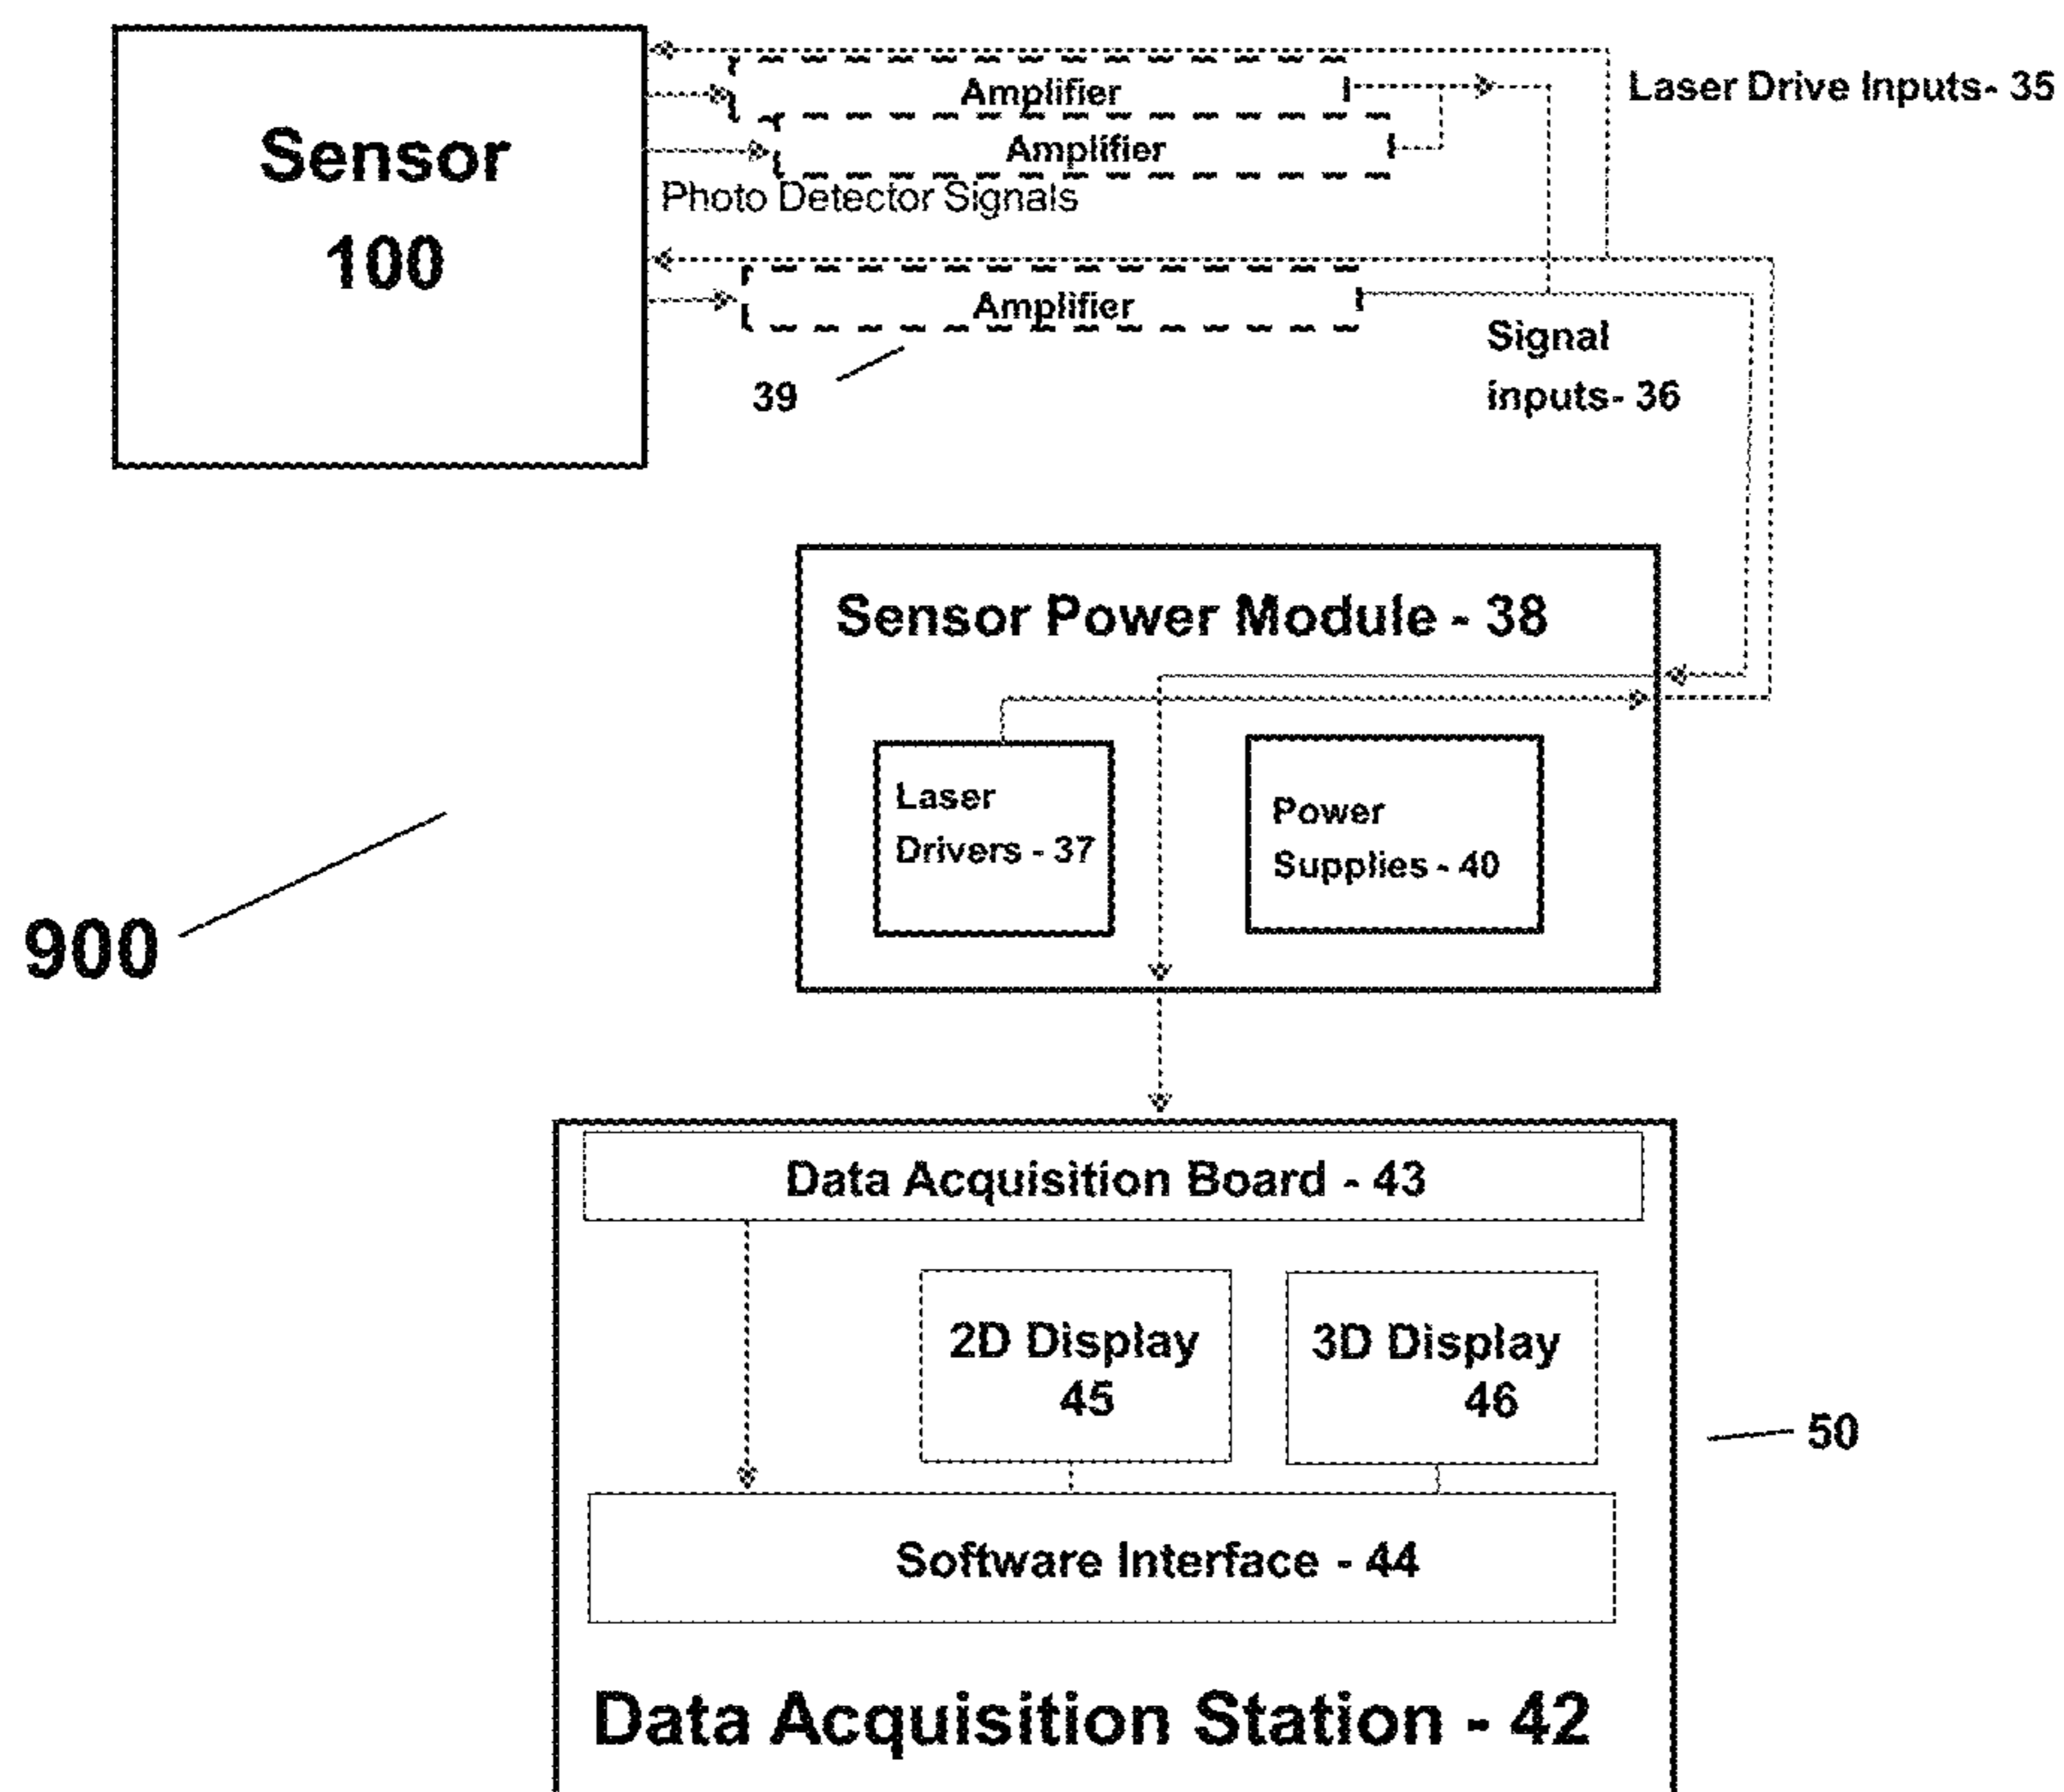 Sensor
100
Amplifier
Amplifier
Laser Drive Inputs- 35
Photo Detector Signals
Amplifier
39
Signal
inputs- 36
Sensor Power Module - 38
Laser
Drivers - 37
Power
Supplies - 40
900
Data Acquisition Board - 43
2D Display
45
3D Display
46
50
Software Interface - 44
Data Acquisition Station - 42